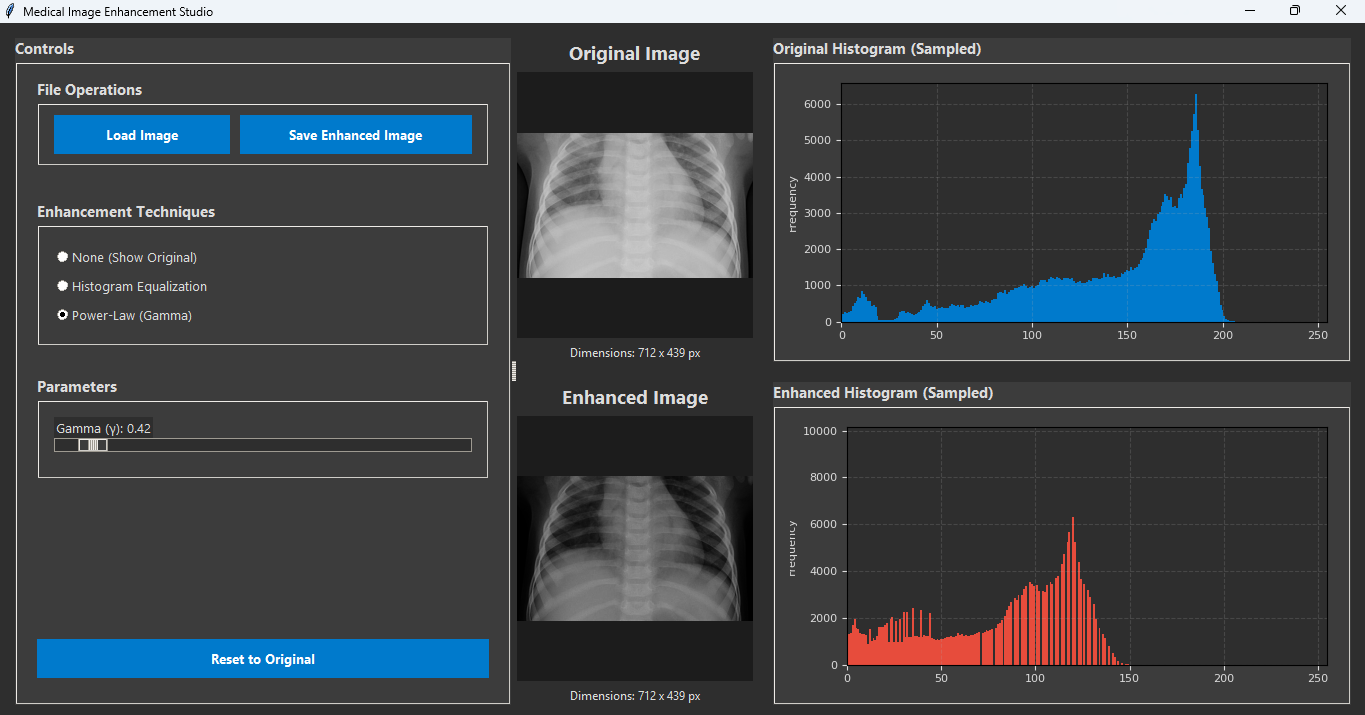 Medical Image Enhancement Studio
Controls
File Operations
Load Image
Save Enhanced Image
Enhancement Techniques
None (Show Original)
Histogram Equalization
Power-Law (Gamma)
Parameters
Gamma (γ): 0.42
Reset to Original
Original Image
Dimensions: 712 x 439 px
Enhanced Image
Dimensions: 712 x 439 px
Original Histogram (Sampled)
Frequency
6000
5000
4000
3000
2000
1000
0
0 50 100 150 200 250
Enhanced Histogram (Sampled)
Frequency
10000
8000
6000
4000
2000
0
0 50 100 150 200 250